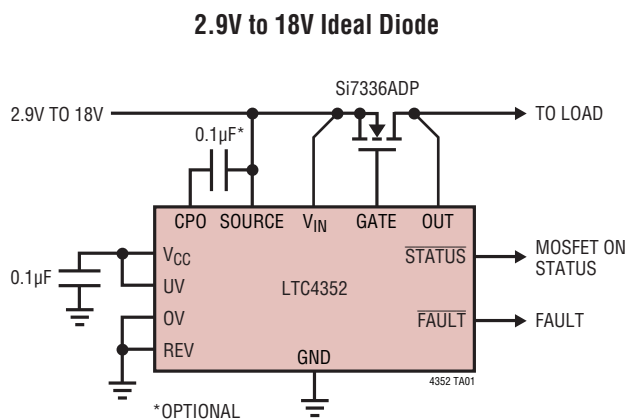 2.9V to 18V Ideal Diode
Si7336ADP
2.9V TO 18V
TO LOAD
0.1µF*
CPO SOURCE VIN GATE OUT
VCC
STATUS
MOSFET ON
STATUS
0.1µF
UV
LTC4352
OV
FAULT
FAULT
REV
GND
4352 TA01
*OPTIONAL